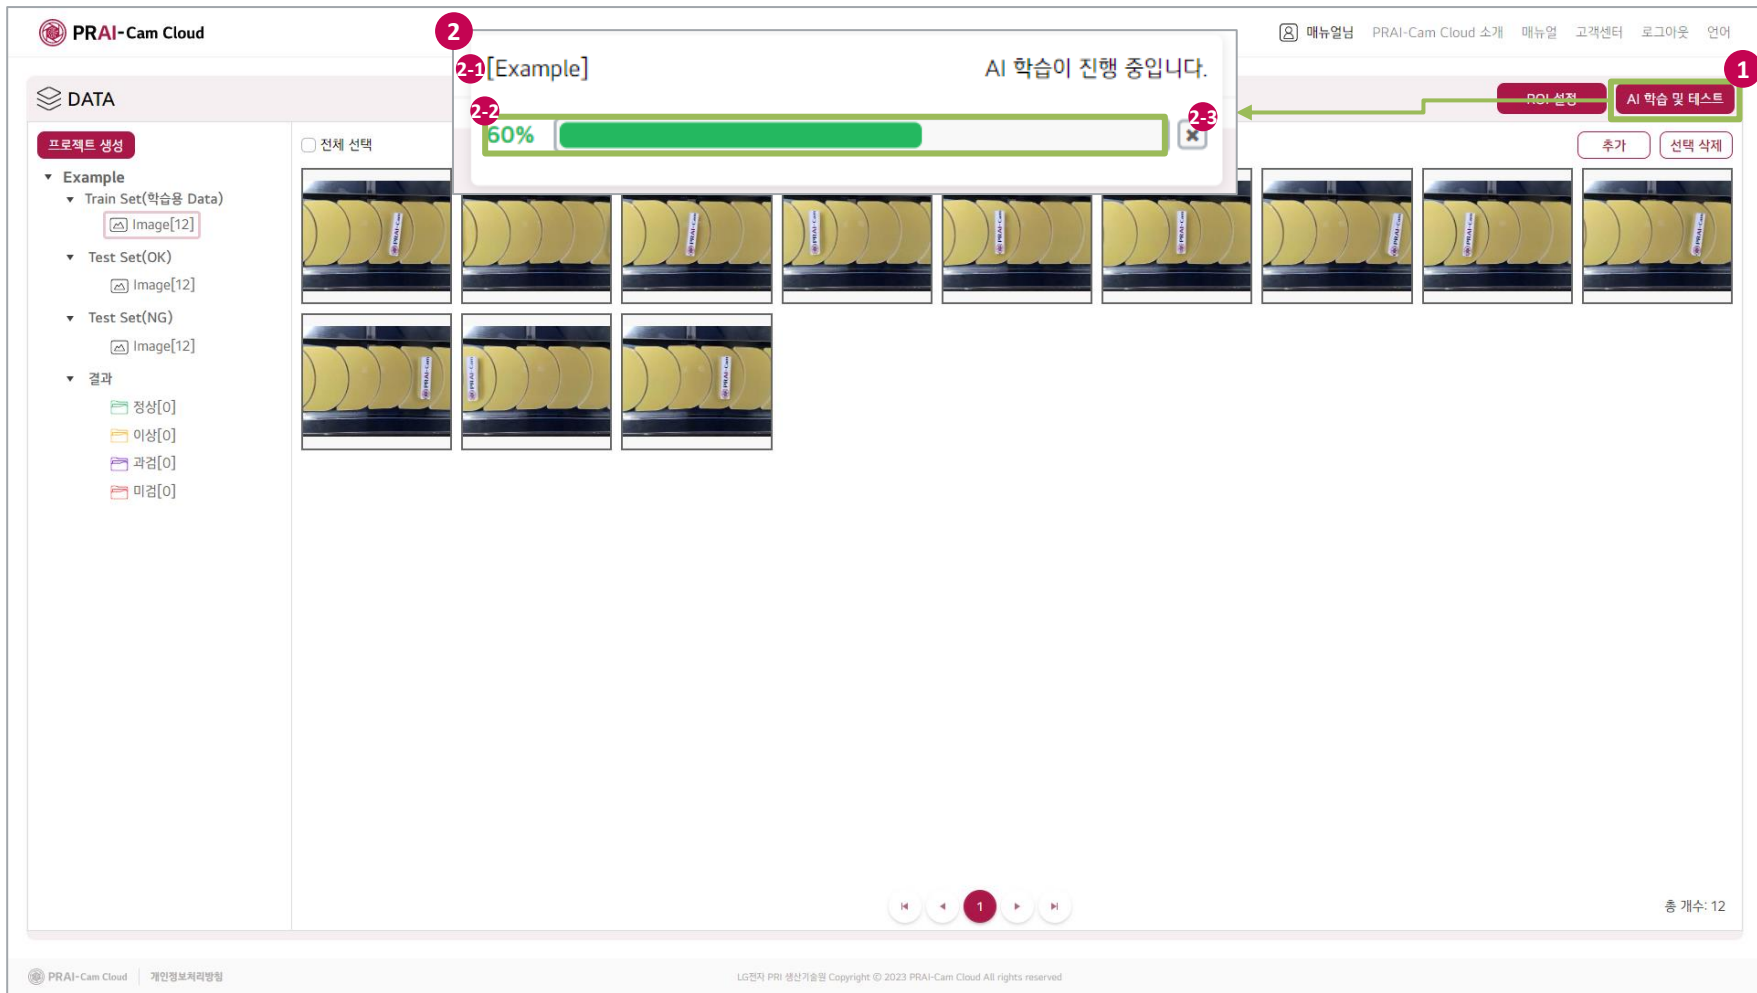 PRAI-Cam Cloud
매뉴얼님 PRAI-Cam Cloud 소개 매뉴얼 고객센터 로그아웃 언어
2
2-1 [Example] AI 학습이 진행 중입니다.
1
DATA
ROI 설정 AI 학습 및 테스트
2-2
60%
2-3
프로젝트 생성
전체 선택
추가 선택 삭제
Example
Train Set(학습용 Data)
Image[12]
Test Set(OK)
Image[12]
Test Set(NG)
Image[12]
결과
정상[0]
이상[0]
과검[0]
미검[0]
1
총 개수: 12
PRAI-Cam Cloud 개인정보처리방침
LG전자 PRI 생산기술원 Copyright © 2023 PRAI-Cam Cloud All rights reserved